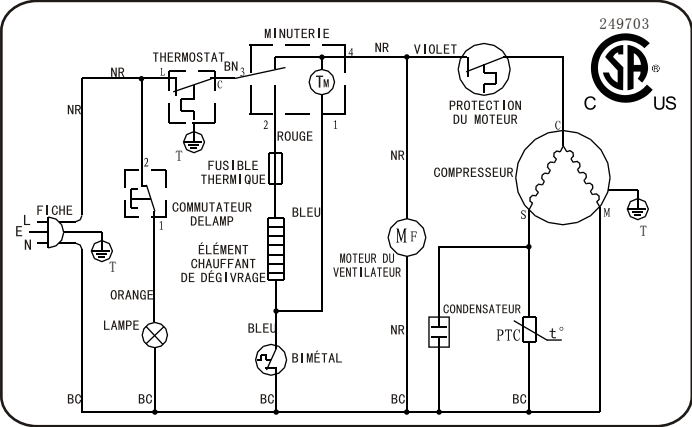 249703
MINUTERIE
THERMOSTAT
NR
VIOLET
4
NR
L
C
BN
3
TM
C
US
®
SA
PROTECTION
DU MOTEUR
NR
2
1
ROUGE
T
C
FUSIBLE
THERMIQUE
NR
COMPRESSEUR
2
COMMUTATEUR
DELAMP
1
BLEU
S
M
FICHE
L
E
N
T
MF
T
ÉLÉMENT
CHAUFFANT
DE DÉGIVRAGE
MOTEUR DU
VENTILATEUR
ORANGE
LAMPE
BLEU
NR
CONDENSATEUR
PTC
t°
BIMÉTAL
BC
BC
BC
BC
BC